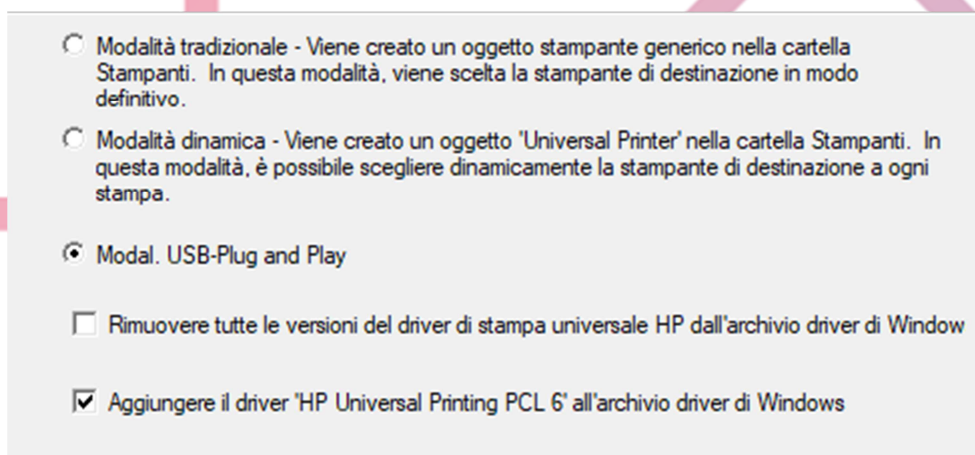 Modalità tradizionale - Viene creato un oggetto stampante generico nella cartella
Stampanti. In questa modalità, viene scelta la stampante di destinazione in modo
definitivo.
Modalità dinamica - Viene creato un oggetto 'Universal Printer' nella cartella Stampanti. In
questa modalità, è possibile scegliere dinamicamente la stampante di destinazione a ogni
stampa.
Modal. USB-Plug and Play
Rimuovere tutte le versioni del driver di stampa universale HP dall'archivio driver di Window
Aggiungere il driver 'HP Universal Printing PCL 6' all'archivio driver di Windows